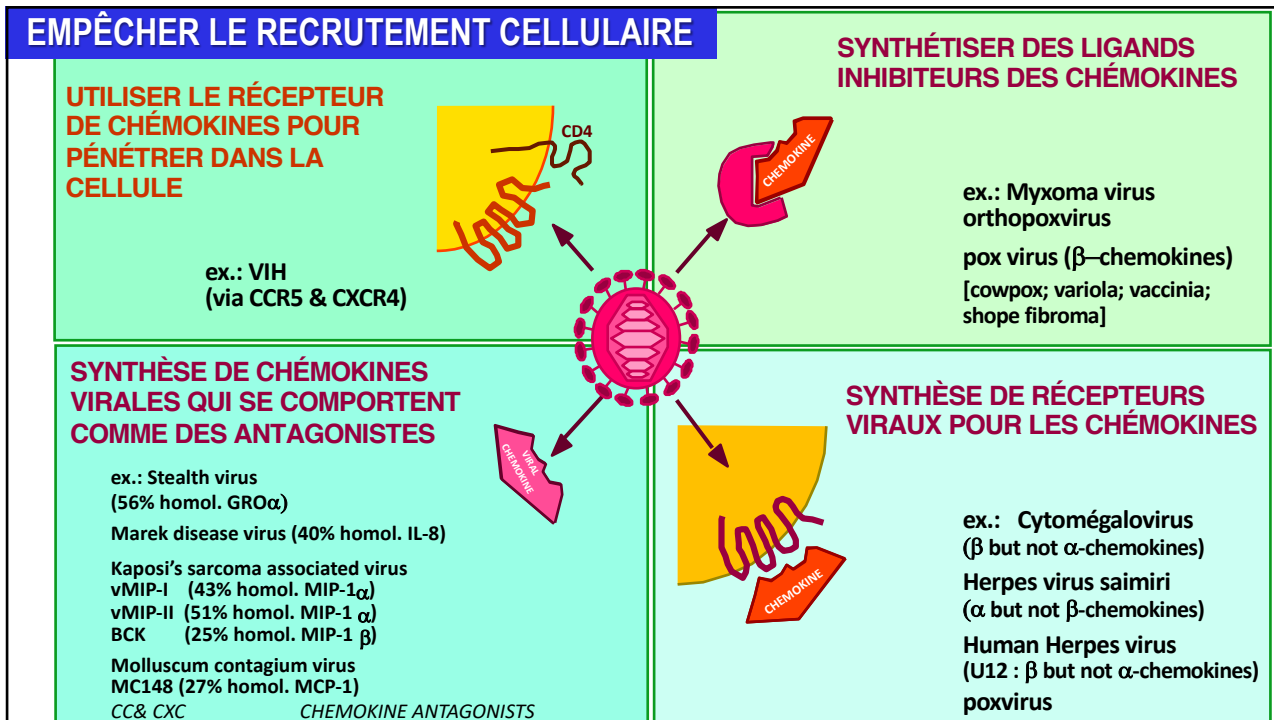 EMPÊCHER LE RECRUTEMENT CELLULAIRE
UTILISER LE RÉCEPTEUR
DE CHÉMOKINES POUR
PÉNÉTRER DANS LA
CELLULE
CD4
ex.: VIH
(via CCR5 & CXCR4)
SYNTHÉTISER DES LIGANDS
INHIBITEURS DES CHÉMOKINES
CHEMOKINE
ex.: Myxoma virus
orthopoxvirus
pox virus (β–chemokines)
[cowpox; variola; vaccinia;
shope fibroma]
SYNTHÈSE DE CHÉMOKINES
VIRALES QUI SE COMPORTENT
COMME DES ANTAGONISTES
VIRAL
CHEMOKINE
ex.: Stealth virus
(56% homol. GROα)
Marek disease virus (40% homol. IL-8)
Kaposi's sarcoma associated virus
vMIP-I (43% homol. MIP-1α)
vMIP-II (51% homol. MIP-1 α)
BCK (25% homol. MIP-1 β)
Molluscum contagium virus
MC148 (27% homol. MCP-1)
CC& CXC CHEMOKINE ANTAGONISTS
SYNTHÈSE DE RÉCEPTEURS
VIRAUX POUR LES CHÉMOKINES
CHEMOKINE
ex.: Cytomégalovirus
(β but not α-chemokines)
Herpes virus saimiri
(α but not β-chemokines)
Human Herpes virus
(U12 : β but not α-chemokines)
poxvirus